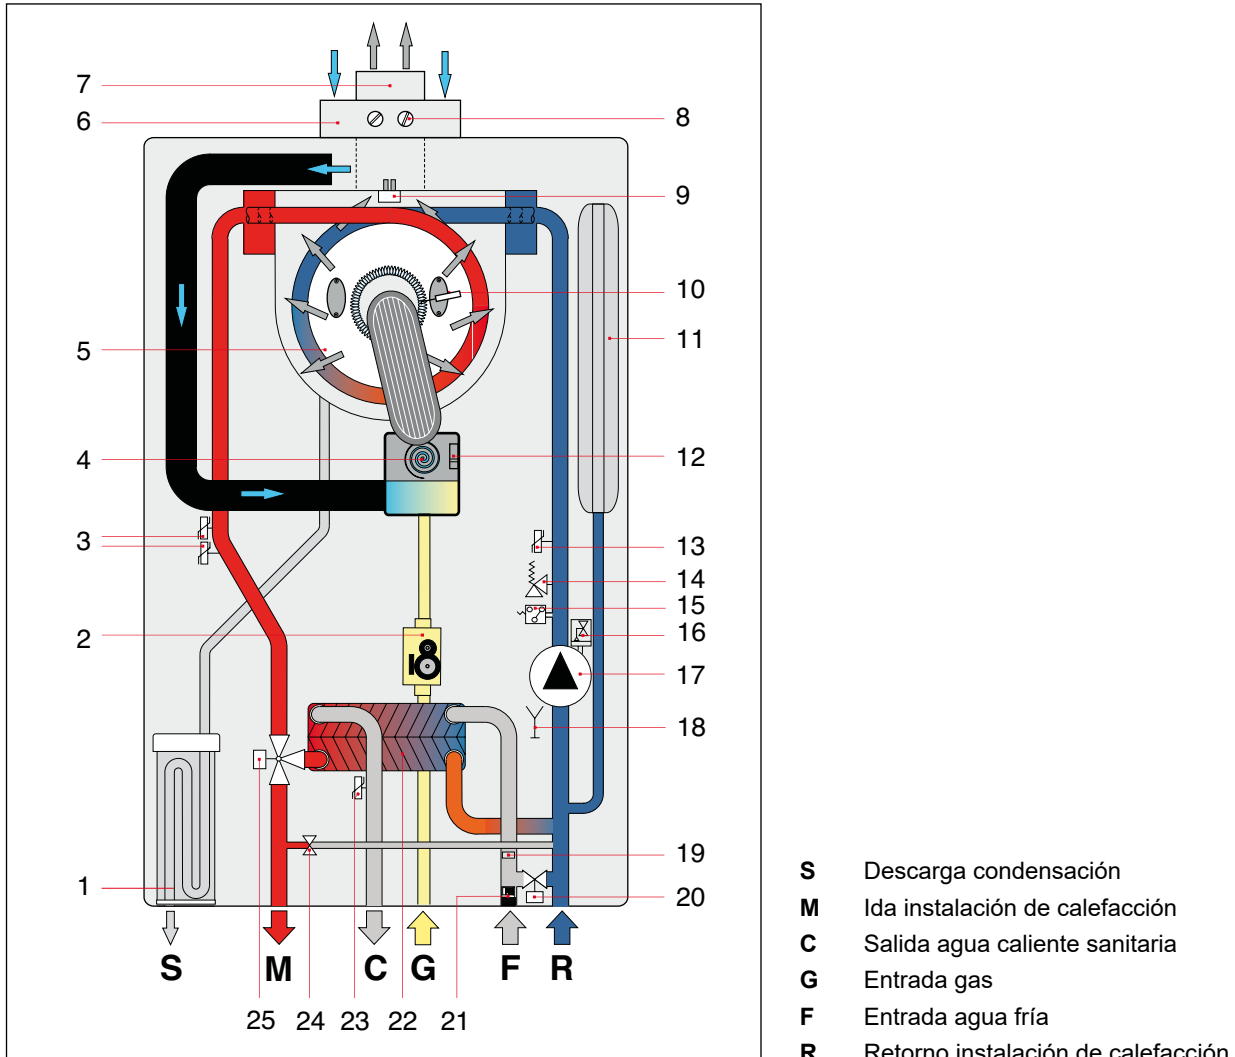 7
6
8
9
10
5
11
4
12
3
13
14
15
2
16
17
18
1
19
20
S M C G F R
25 24 23 22 21
S Descarga condensación
M Ida instalación de calefacción
C Salida agua caliente sanitaria
G Entrada gas
F Entrada agua fría
R Retorno instalación de calefacción